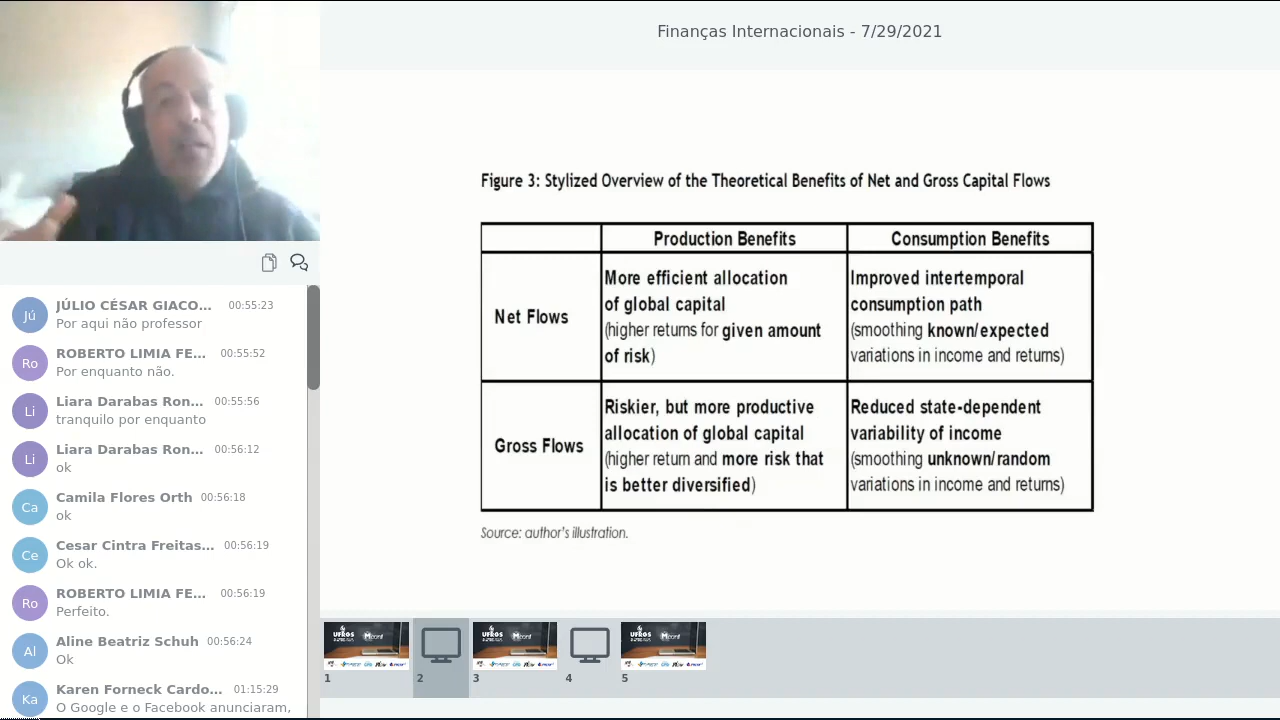 Finanças Internacionais - 7/29/2021
JÚLIO CÉSAR GIACO... 00:55:23
Por aqui não professor
ROBERTO LIMIA FE... 00:55:52
Por enquanto não.
Liara Darabas Ron... 00:55:56
tranquilo por enquanto
Liara Darabas Ron... 00:56:12
ok
Camila Flores Orth 00:56:18
ok
Cesar Cintra Freitas... 00:56:19
Ok ok.
ROBERTO LIMIA FE... 00:56:19
Perfeito.
Aline Beatriz Schuh 00:56:24
Ok
Karen Forneck Cardo... 01:15:29
O Google e o Facebook anunciaram,
Jú
Ro
Li
Li
Ca
Ce
Ro
Al
Ka
Figure 3: Stylized Overview of the Theoretical Benefits of Net and Gross Capital Flows
Production Benefits
Consumption Benefits
Net Flows
More efficient allocation
of global capital
(higher returns for given amount
of risk)
Improved intertemporal
consumption path
(smoothing known/expected
variations in income and returns)
Gross Flows
Riskier, but more productive
allocation of global capital
(higher return and more risk that
is better diversified)
Reduced state-dependent
variability of income
(smoothing unknown/random
variations in income and returns)
Source: author's illustration.
UFRGS
UFRGS
UFRGS
1
2
3
4
5